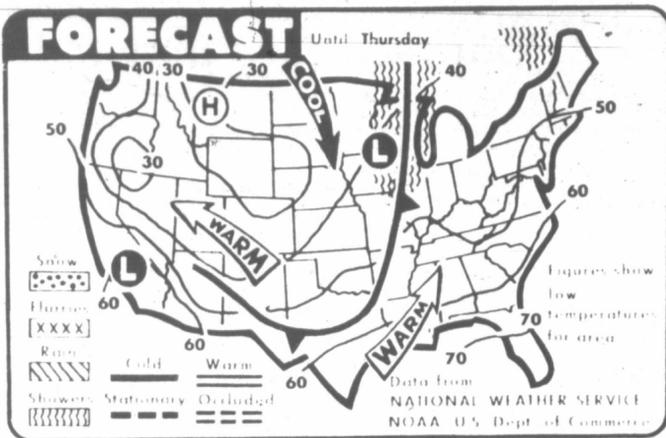 FORECAST
Until Thursday
40 30 30 COOL 40
H
50 50
L
30
60
WARM
L
60
60
WARM
60
70
70
Snow
Flurries
Rain
Showers
Cold Warm
Stationary Occluded
Figures show
low
temperatures
for area
Data from
NATIONAL WEATHER SERVICE
NOAA U.S. Dept. of Commerce